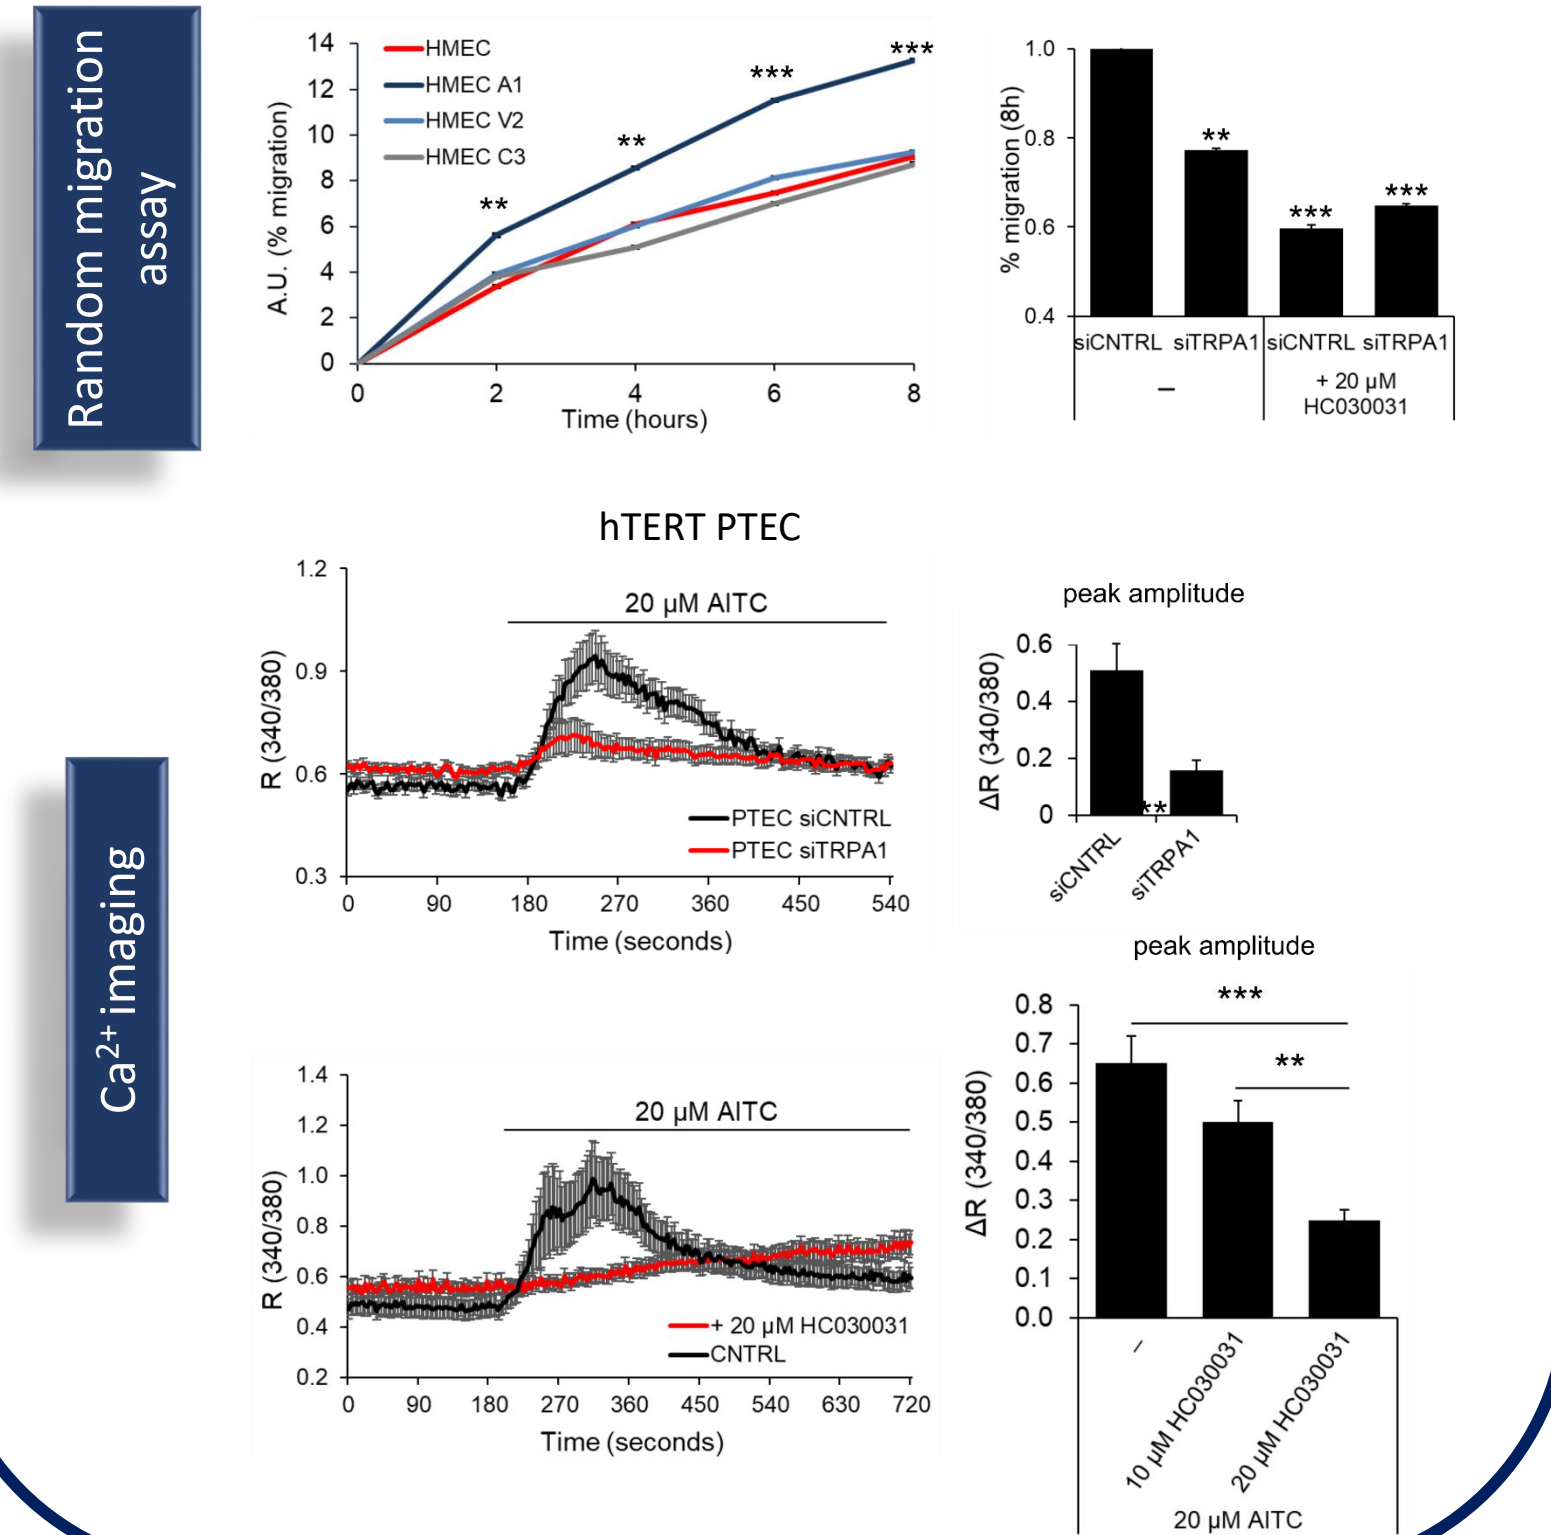 Random migration
assay
14
12
10
8
6
4
2
0
A.U. (% migration)
HMEC
HMEC A1
HMEC V2
HMEC C3
**
**
***
***
0 2 4 6 8
Time (hours)
1.0
0.8
0.6
0.4
% migration (8h)
**
***
***
siCNTRL siTRPA1 siCNTRL siTRPA1
– + 20 µM
HC030031
hTERT PTEC
Ca2+ imaging
1.2
0.9
0.6
0.3
R (340/380)
20 µM AITC
PTEC siCNTRL
PTEC siTRPA1
0 90 180 270 360 450 540
Time (seconds)
peak amplitude
0.6
0.4
0.2
0
ΔR (340/380)
**
siCNTRL
siTRPA1
1.4
1.2
1.0
0.8
0.6
0.4
0.2
R (340/380)
20 µM AITC
+ 20 µM HC030031
CNTRL
0 90 180 270 360 450 540 630 720
Time (seconds)
peak amplitude
0.8
0.7
0.6
0.5
0.4
0.3
0.2
0.1
0.0
ΔR (340/380)
***
**
–
10 µM HC030031
20 µM HC030031
20 µM AITC